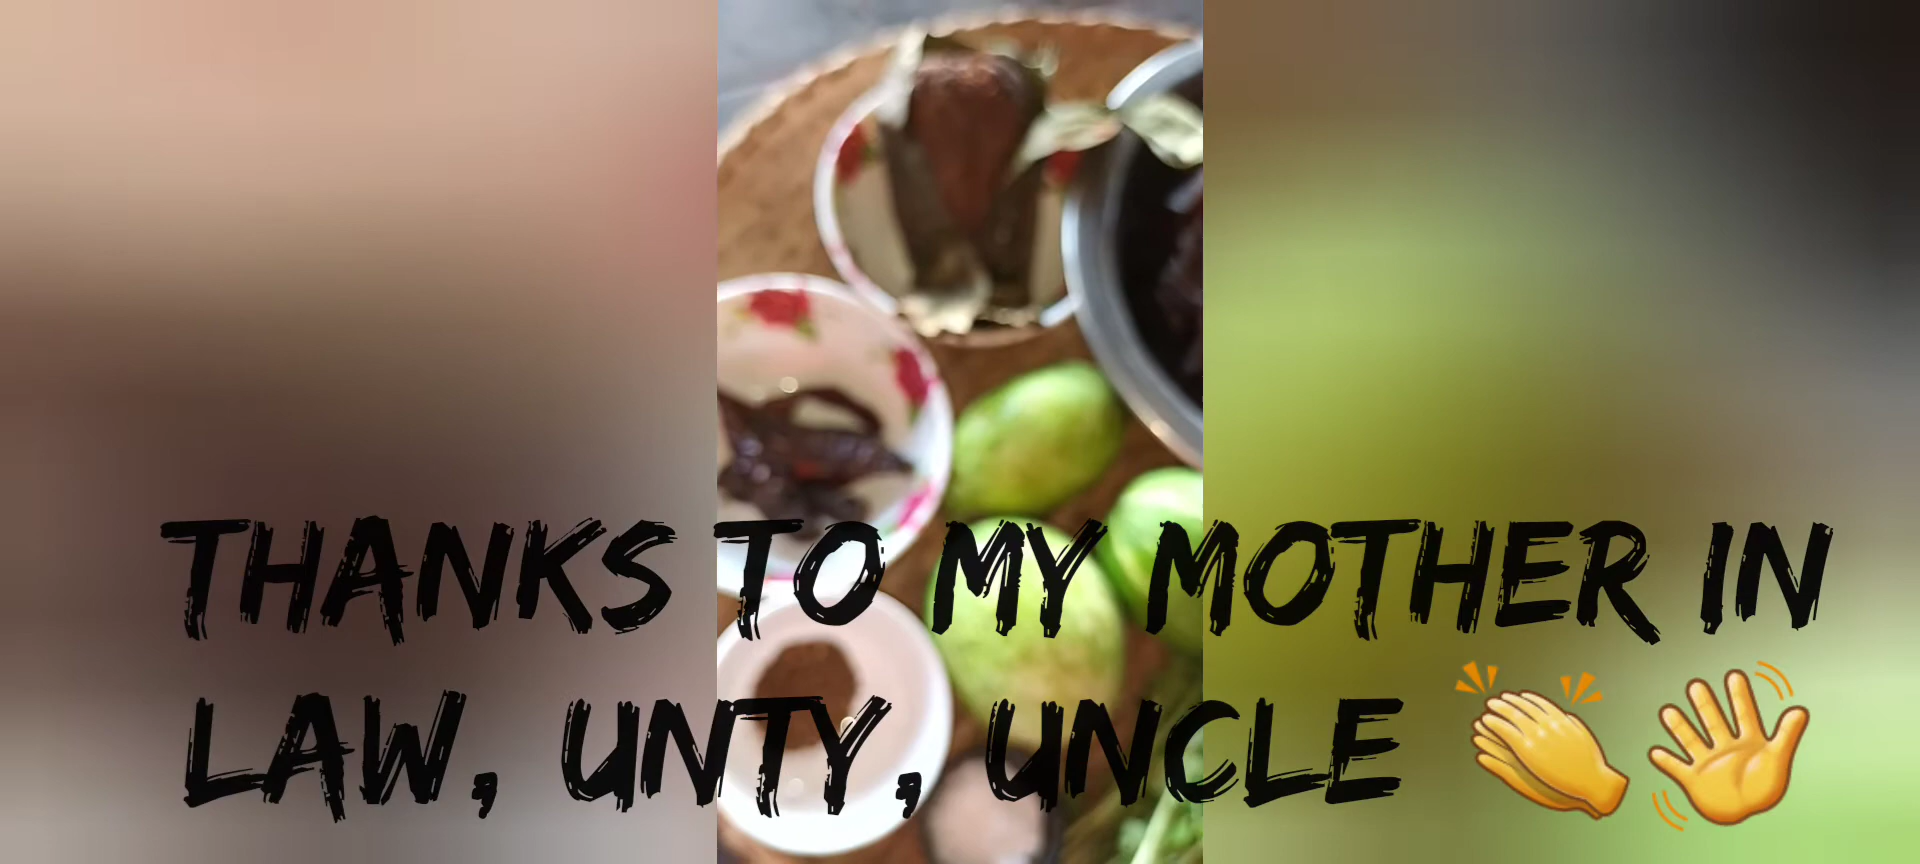 THANKS TO MY MOTHER IN
LAW, UNTY, UNCLE 👏👋